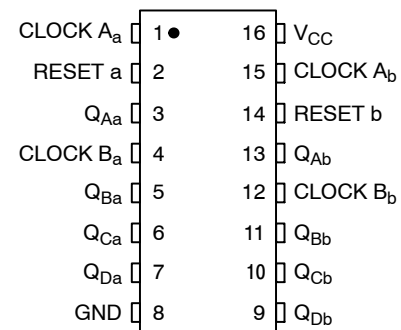 CLOCK Aa 1 16 VCC
RESET a 2 15 CLOCK Ab
QAa 3 14 RESET b
CLOCK Ba 4 13 QAb
QBa 5 12 CLOCK Bb
QCa 6 11 QBb
QDa 7 10 QCb
GND 8 9 QDb